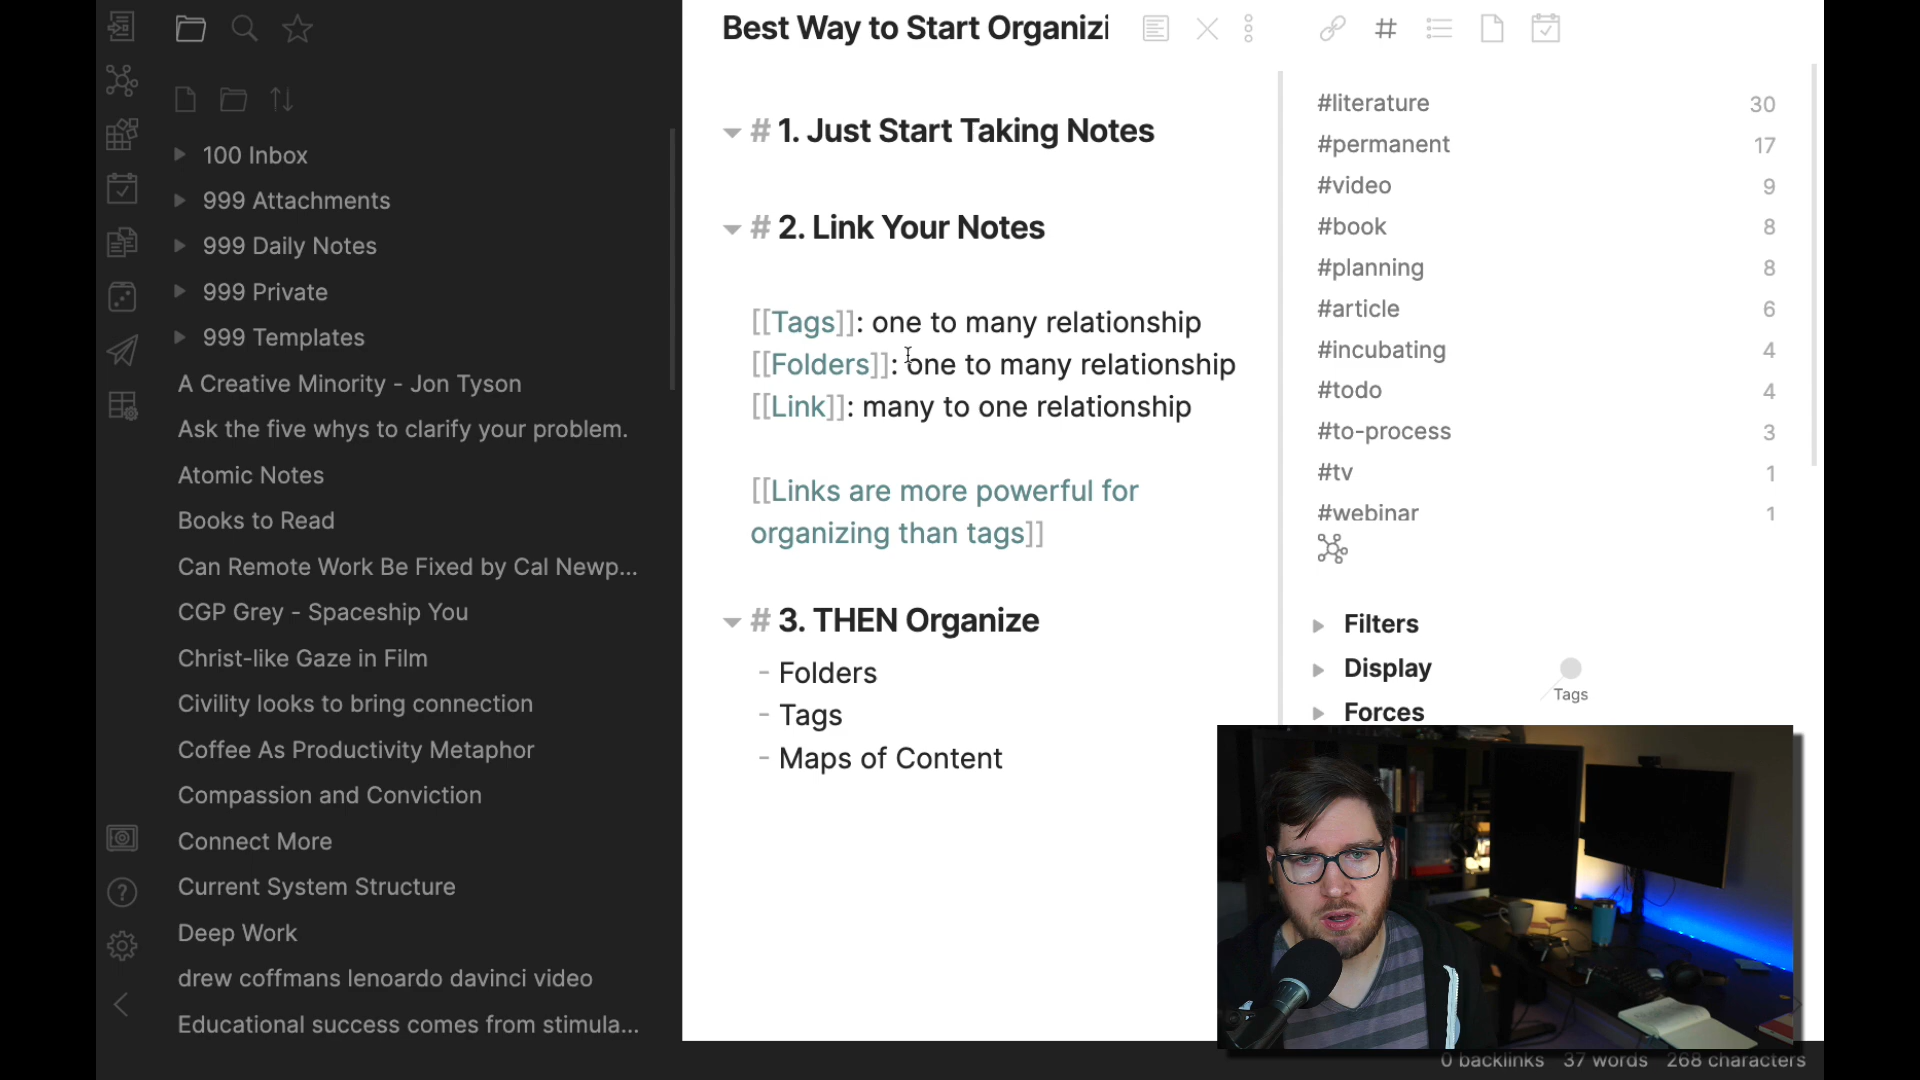 100 Inbox
999 Attachments
999 Daily Notes
999 Private
999 Templates
A Creative Minority - Jon Tyson
Ask the five whys to clarify your problem.
Atomic Notes
Books to Read
Can Remote Work Be Fixed by Cal Newp...
CGP Grey - Spaceship You
Christ-like Gaze in Film
Civility looks to bring connection
Coffee As Productivity Metaphor
Compassion and Conviction
Connect More
Current System Structure
Deep Work
drew coffmans lenoardo davinci video
Educational success comes from stimula...
Best Way to Start Organizi
# 1. Just Start Taking Notes
# 2. Link Your Notes
[[Tags]]: one to many relationship
[[Folders]]: one to many relationship
[[Link]]: many to one relationship
[[Links are more powerful for
organizing than tags]]
# 3. THEN Organize
- Folders
- Tags
- Maps of Content
#literature 30
#permanent 17
#video 9
#book 8
#planning 8
#article 6
#incubating 4
#todo 4
#to-process 3
#tv 1
#webinar 1
Filters
Display
Forces
Tags
0 backlinks 37 words 268 characters